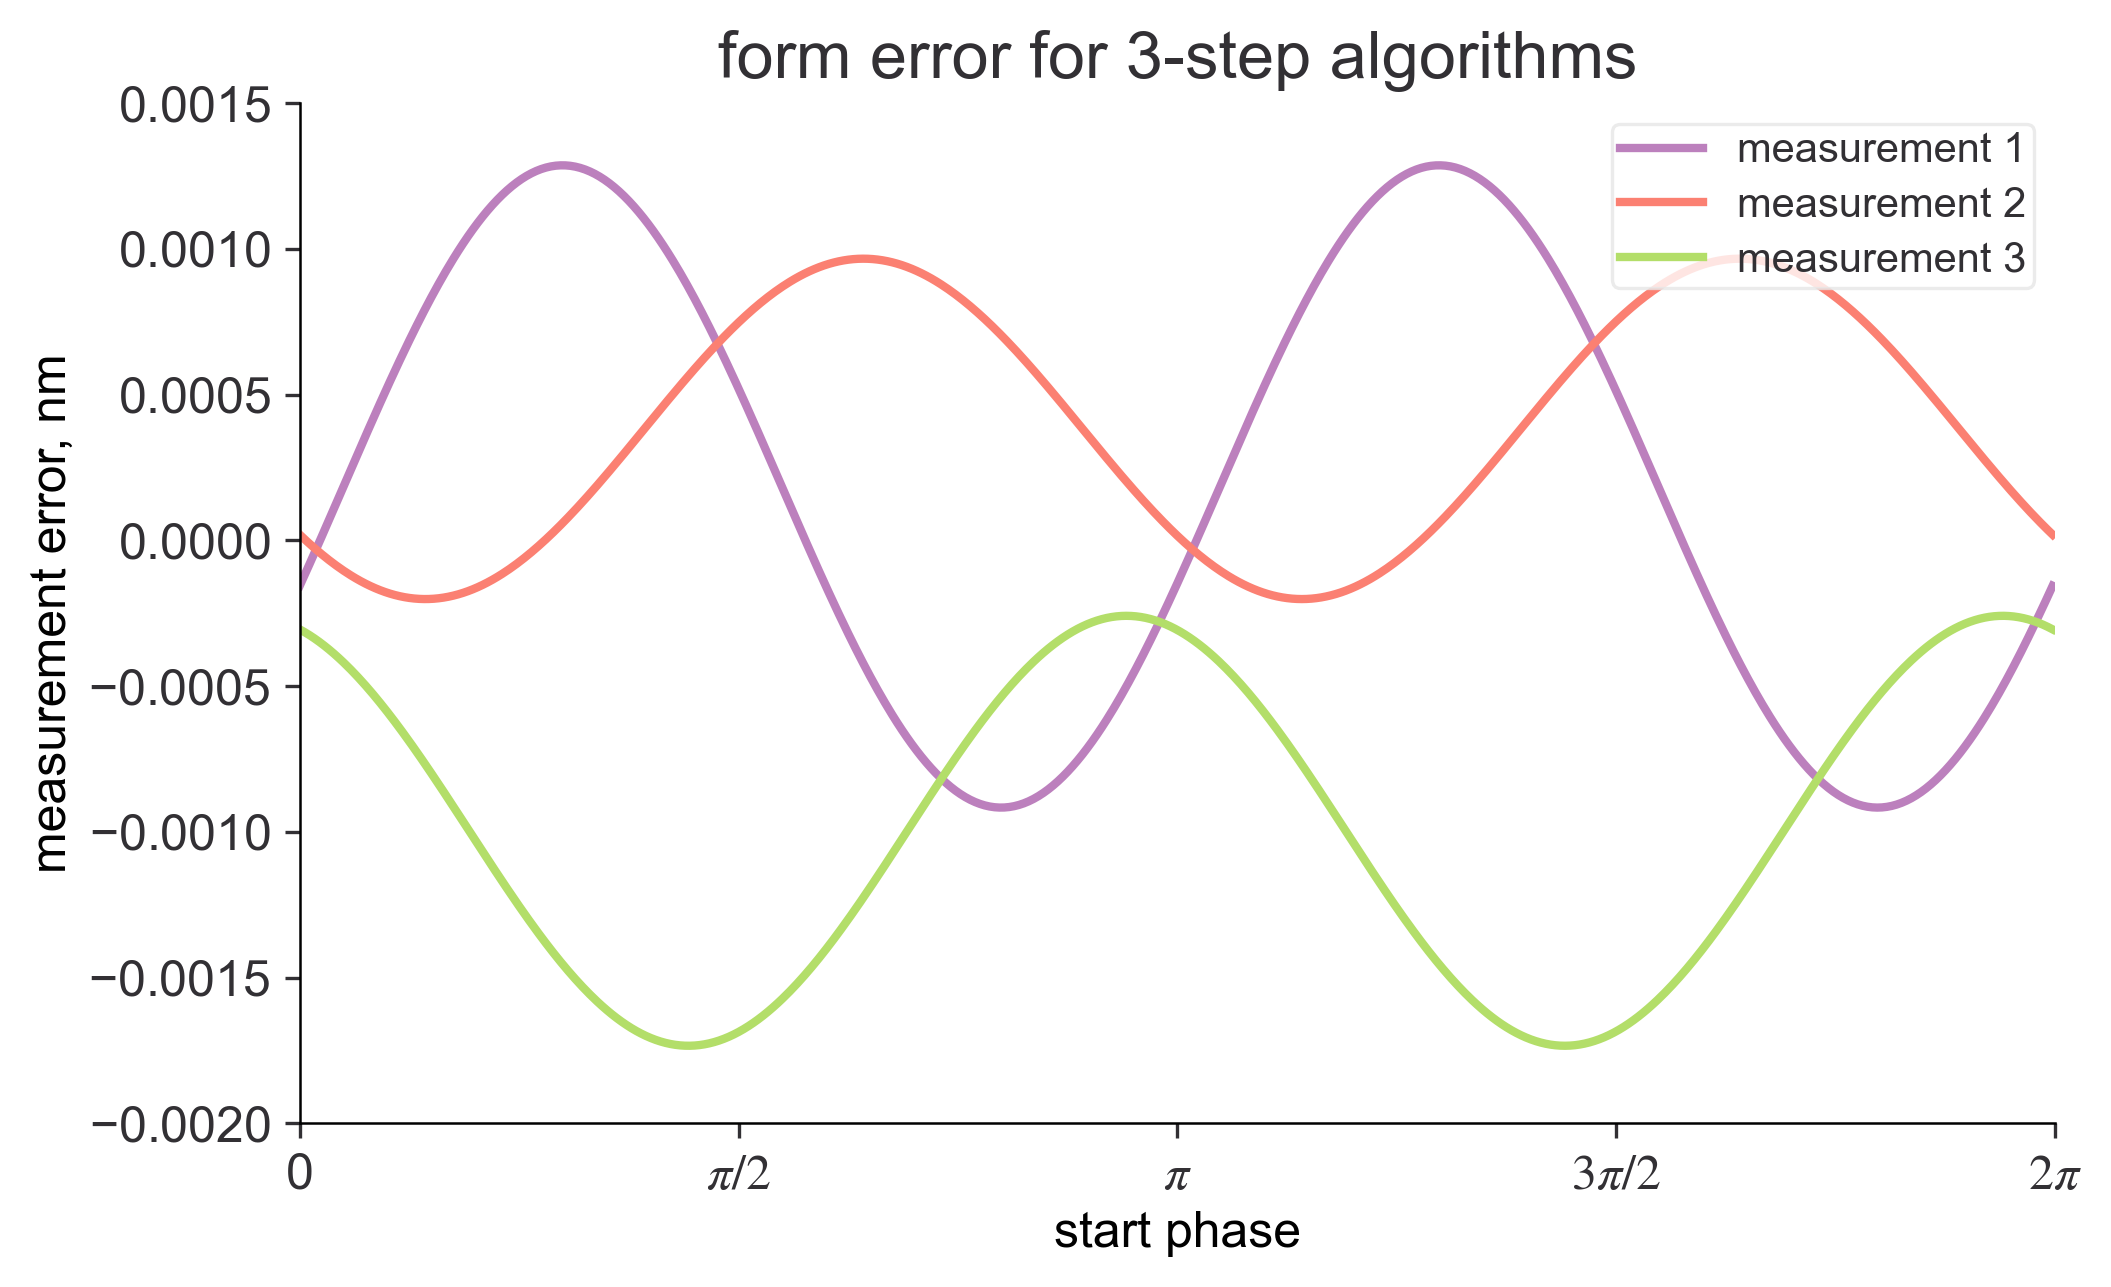 form error for 3-step algorithms
0.0015
0.0010
0.0005
0.0000
−0.0005
−0.0010
−0.0015
−0.0020
measurement error, nm
measurement 1
measurement 2
measurement 3
0 π/2 π 3π/2 2π
start phase